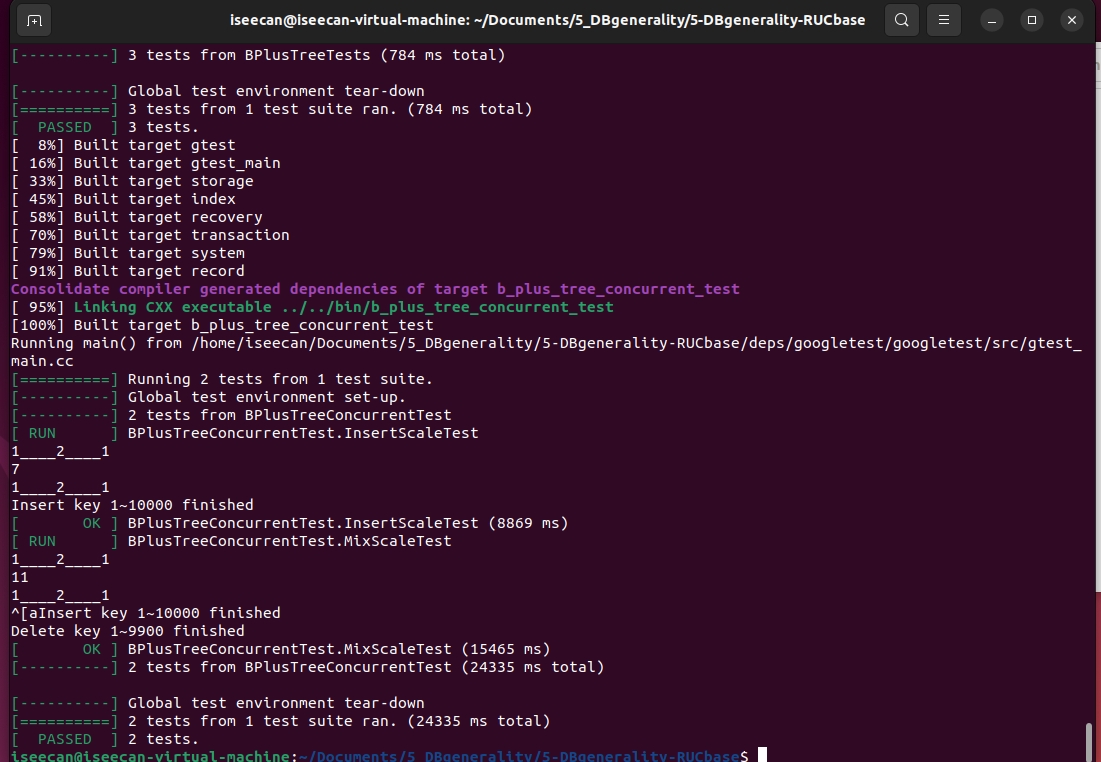 iseecan@iseecan-virtual-machine: ~/Documents/5_DBgenerality/5-DBgenerality-RUCbase
[----------] 3 tests from BPlusTreeTests (784 ms total)
[----------] Global test environment tear-down
[==========] 3 tests from 1 test suite ran. (784 ms total)
[  PASSED  ] 3 tests.
[  8%] Built target gtest
[ 16%] Built target gtest_main
[ 33%] Built target storage
[ 45%] Built target index
[ 58%] Built target recovery
[ 70%] Built target transaction
[ 79%] Built target system
[ 91%] Built target record
Consolidate compiler generated dependencies of target b_plus_tree_concurrent_test
[ 95%] Linking CXX executable ../../bin/b_plus_tree_concurrent_test
[100%] Built target b_plus_tree_concurrent_test
Running main() from /home/iseecan/Documents/5_DBgenerality/5-DBgenerality-RUCbase/deps/googletest/googletest/src/gtest_
main.cc
[==========] Running 2 tests from 1 test suite.
[----------] Global test environment set-up.
[----------] 2 tests from BPlusTreeConcurrentTest
[ RUN      ] BPlusTreeConcurrentTest.InsertScaleTest
1____2____1
7
1____2____1
Insert key 1~10000 finished
[       OK ] BPlusTreeConcurrentTest.InsertScaleTest (8869 ms)
[ RUN      ] BPlusTreeConcurrentTest.MixScaleTest
1____2____1
11
1____2____1
^[aInsert key 1~10000 finished
Delete key 1~9900 finished
[       OK ] BPlusTreeConcurrentTest.MixScaleTest (15465 ms)
[----------] 2 tests from BPlusTreeConcurrentTest (24335 ms total)
[----------] Global test environment tear-down
[==========] 2 tests from 1 test suite ran. (24335 ms total)
[  PASSED  ] 2 tests.
iseecan@iseecan-virtual-machine:~/Documents/5_DBgenerality/5-DBgenerality-RUCbase$